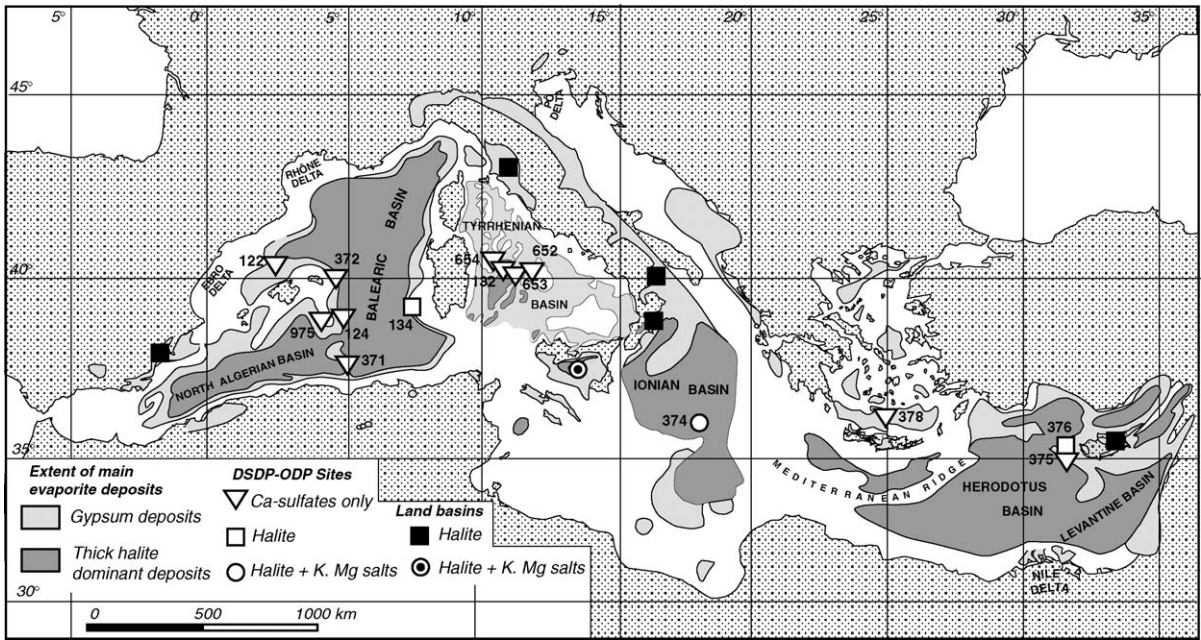 5° 0° 5° 10° 15° 20° 25° 30° 35°
45°
PO
DELTA
RHÔNE
DELTA
BASIN
TYRRHENIAN
122
372
654
652
40°
EBRO
DELTA
BALEARIC
132
653
BASIN
975
124
134
371
NORTH ALGERIAN BASIN
IONIAN
BASIN
374
378
376
375
35°
MEDITERRANEAN RIDGE
HERODOTUS
BASIN
LEVANTINE BASIN
NILE
DELTA
Extent of main
evaporite deposits
Gypsum deposits
Thick halite
dominant deposits
DSDP-ODP Sites
Ca-sulfates only
Halite
Halite + K. Mg salts
Land basins
Halite
Halite + K. Mg salts
30°
0 500 1000 km